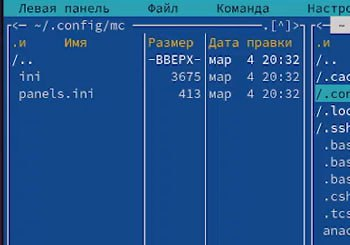 Левая панель Файл Команда Настро
<— ~/.config/mc .[^]> <— ~
.и Имя Размер Дата правки .и
/.. -ВВЕРХ- мар 4 20:32 /..
ini 3675 мар 4 20:32 /.cac
panels.ini 413 мар 4 20:32 /.con
/.loc
/.ssh
.bas
.bas
.bas
.csh
.tcs
anac